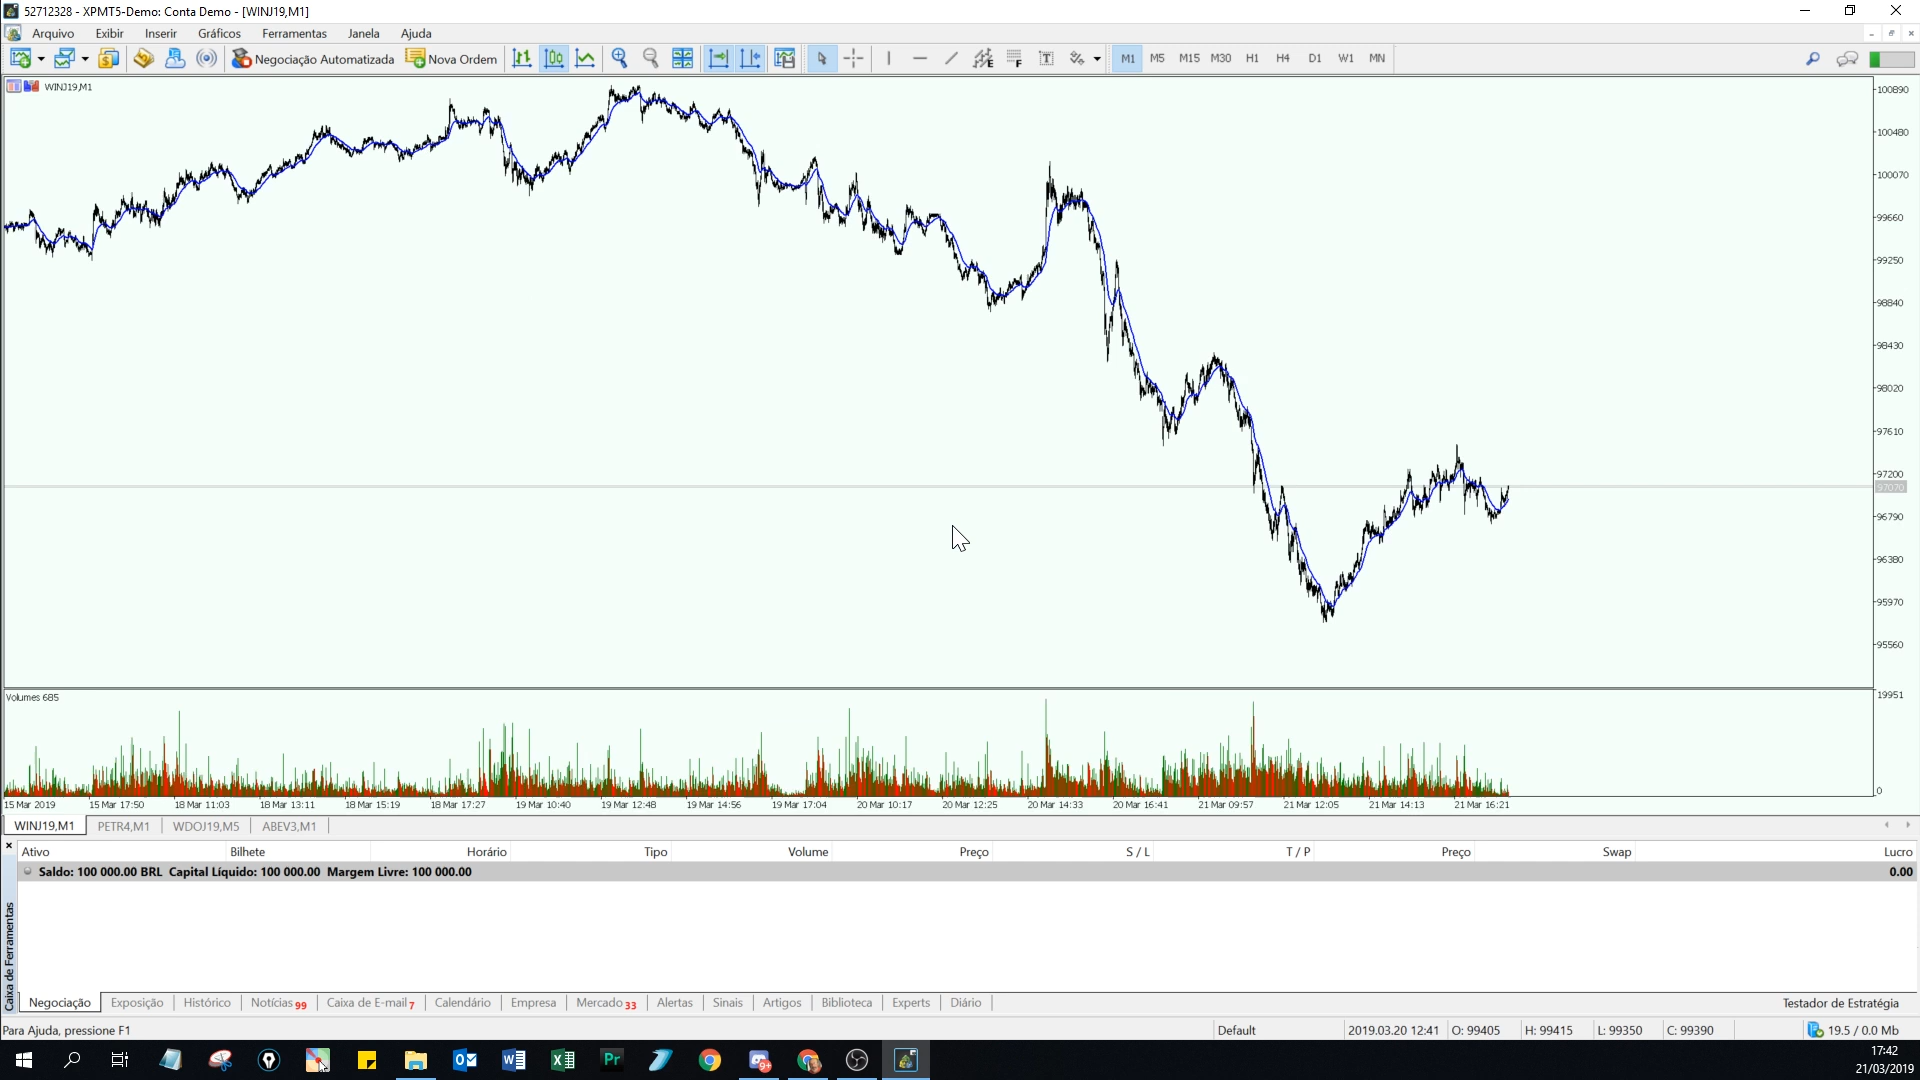 52712328 - XPMT5-Demo: Conta Demo - [WINJ19,M1]
Arquivo Exibir Inserir Gráficos Ferramentas Janela Ajuda
Negociação Automatizada Nova Ordem M1 M5 M15 M30 H1 H4 D1 W1 MN
WINJ19,M1
100890
100480
100070
99660
99250
98840
98430
98020
97610
97200
97070
96790
96380
95970
95560
Volumes 685
19951
0
15 Mar 2019 15 Mar 17:50 18 Mar 11:03 18 Mar 13:11 18 Mar 15:19 18 Mar 17:27 19 Mar 10:40 19 Mar 12:48 19 Mar 14:56 19 Mar 17:04 20 Mar 10:17 20 Mar 12:25 20 Mar 14:33 20 Mar 16:41 21 Mar 09:57 21 Mar 12:05 21 Mar 14:13 21 Mar 16:21
WINJ19,M1 PETR4,M1 WDOJ19,M5 ABEV3,M1
Ativo Bilhete Horário Tipo Volume Preço S / L T / P Preço Swap Lucro
Saldo: 100 000.00 BRL Capital Líquido: 100 000.00 Margem Livre: 100 000.00 0.00
Caixa de Ferramentas
Negociação Exposição Histórico Notícias 99 Caixa de E-mail 7 Calendário Empresa Mercado 33 Alertas Sinais Artigos Biblioteca Experts Diário Testador de Estratégia
Para Ajuda, pressione F1 Default 2019.03.20 12:41 O: 99405 H: 99415 L: 99350 C: 99390 19.5 / 0.0 Mb
17:42
21/03/2019